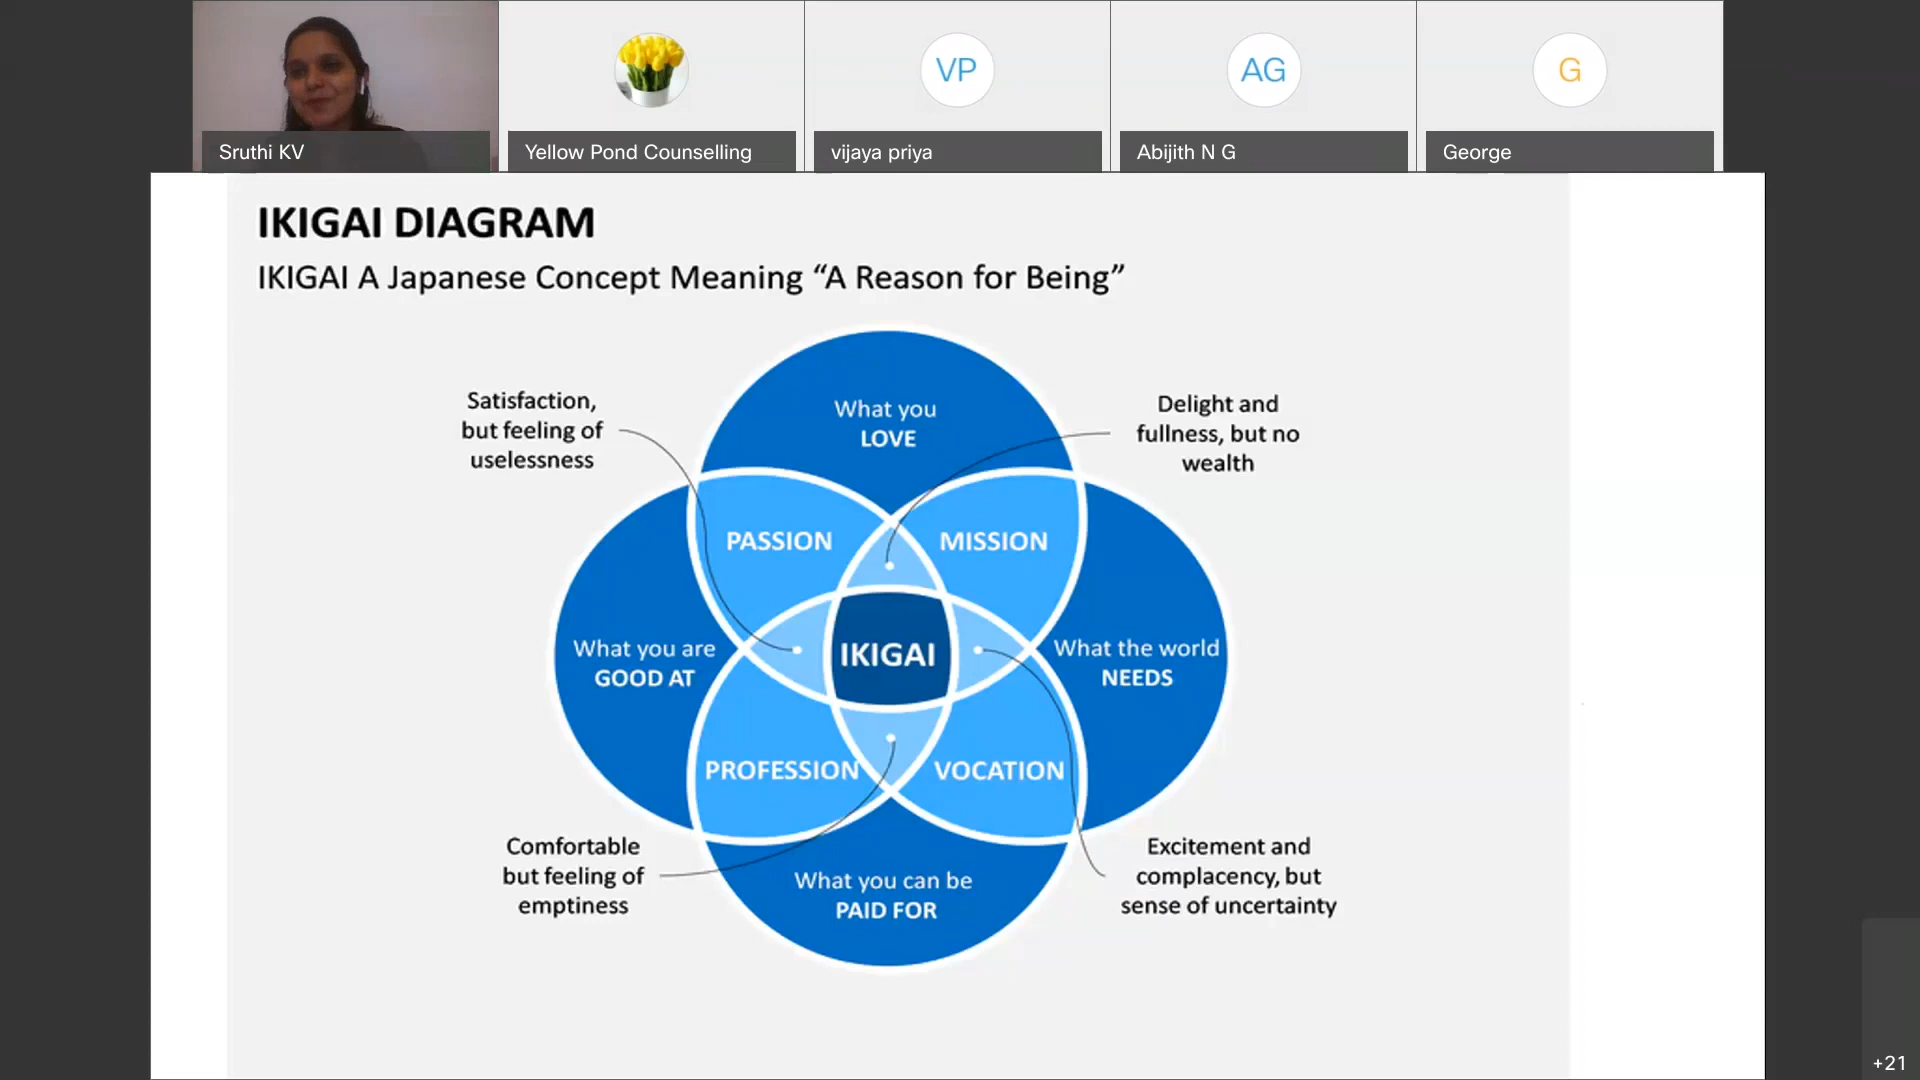 Sruthi KV
Yellow Pond Counselling
VP
vijaya priya
AG
Abijith N G
G
George
IKIGAI DIAGRAM
IKIGAI A Japanese Concept Meaning “A Reason for Being”
Satisfaction,
but feeling of
uselessness
What you
LOVE
Delight and
fullness, but no
wealth
PASSION
MISSION
What you are
GOOD AT
IKIGAI
What the world
NEEDS
PROFESSION
VOCATION
Comfortable
but feeling of
emptiness
What you can be
PAID FOR
Excitement and
complacency, but
sense of uncertainty
+21